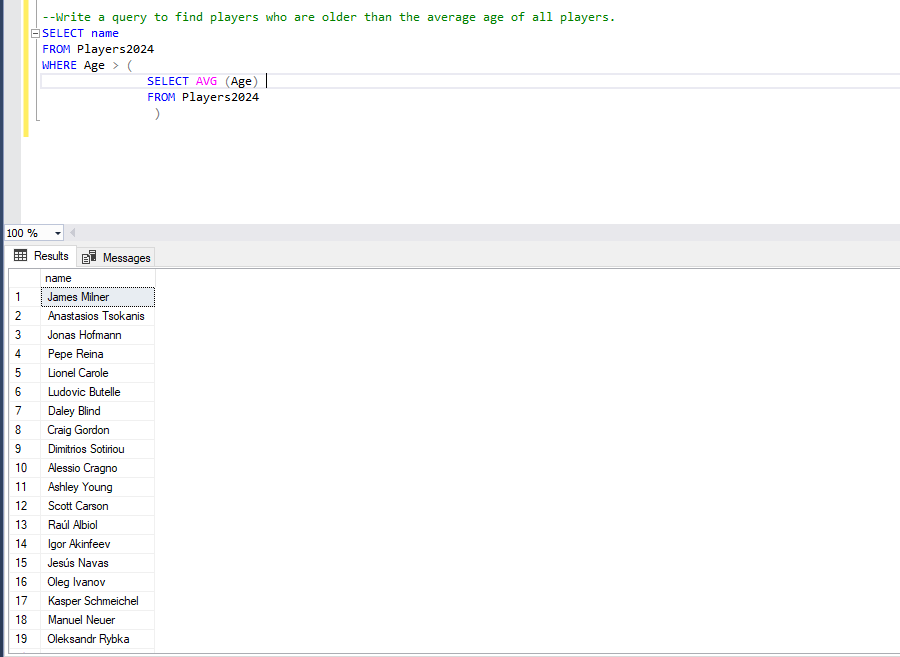 --Write a query to find players who are older than the average age of all players.
SELECT name
FROM Players2024
WHERE Age > (
SELECT AVG (Age)
FROM Players2024
)
100 %
Results Messages
name
1 James Milner
2 Anastasios Tsokanis
3 Jonas Hofmann
4 Pepe Reina
5 Lionel Carole
6 Ludovic Butelle
7 Daley Blind
8 Craig Gordon
9 Dimitrios Sotiriou
10 Alessio Cragno
11 Ashley Young
12 Scott Carson
13 Raúl Albiol
14 Igor Akinfeev
15 Jesús Navas
16 Oleg Ivanov
17 Kasper Schmeichel
18 Manuel Neuer
19 Oleksandr Rybka